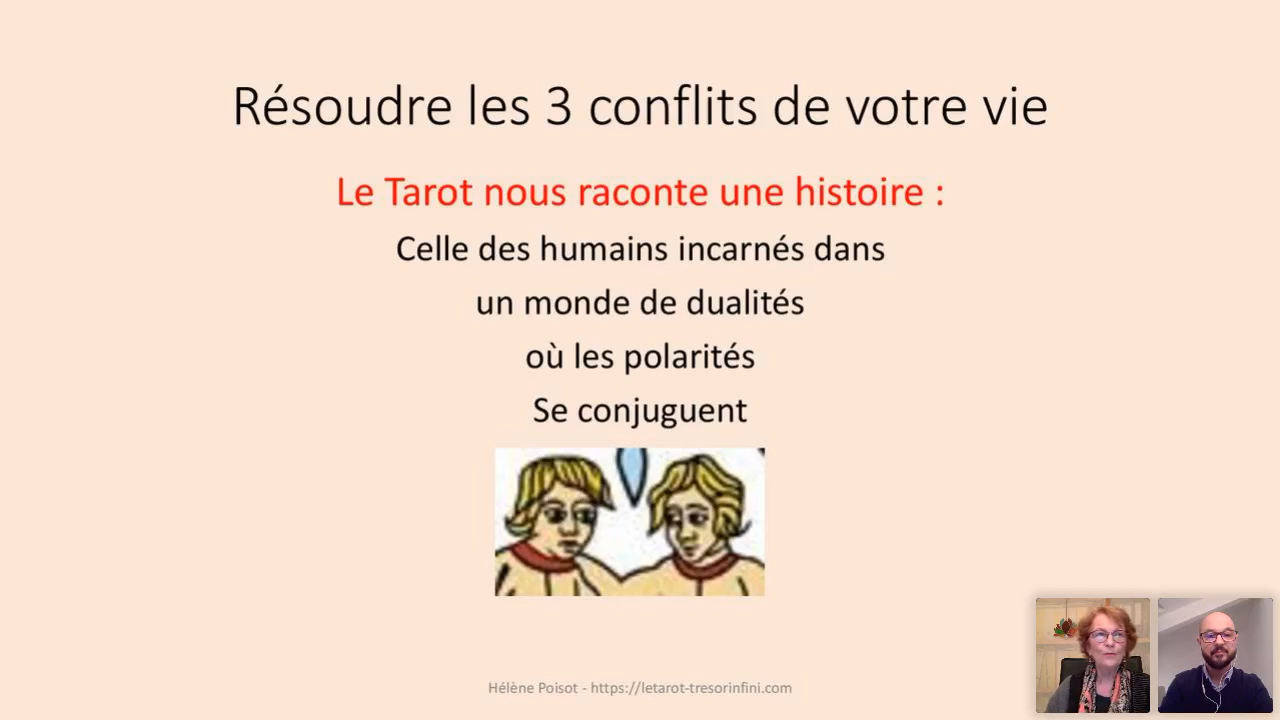 Résoudre les 3 conflits de votre vie
Le Tarot nous raconte une histoire :
Celle des humains incarnés dans
un monde de dualités
où les polarités
Se conjuguent
Hélène Poisot - https://letarot-tresorinfini.com